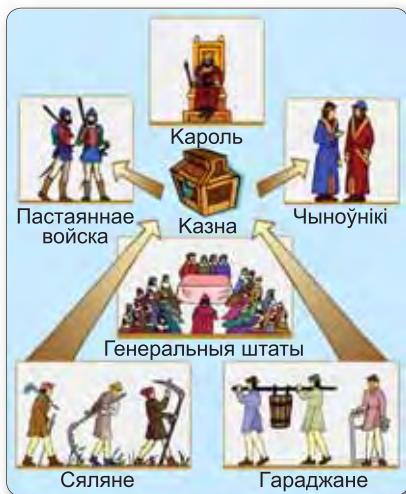 Кароль
Пастаяннае
войска
Казна
Чыноўнікі
Генеральныя штаты
Сяляне
Гараджане